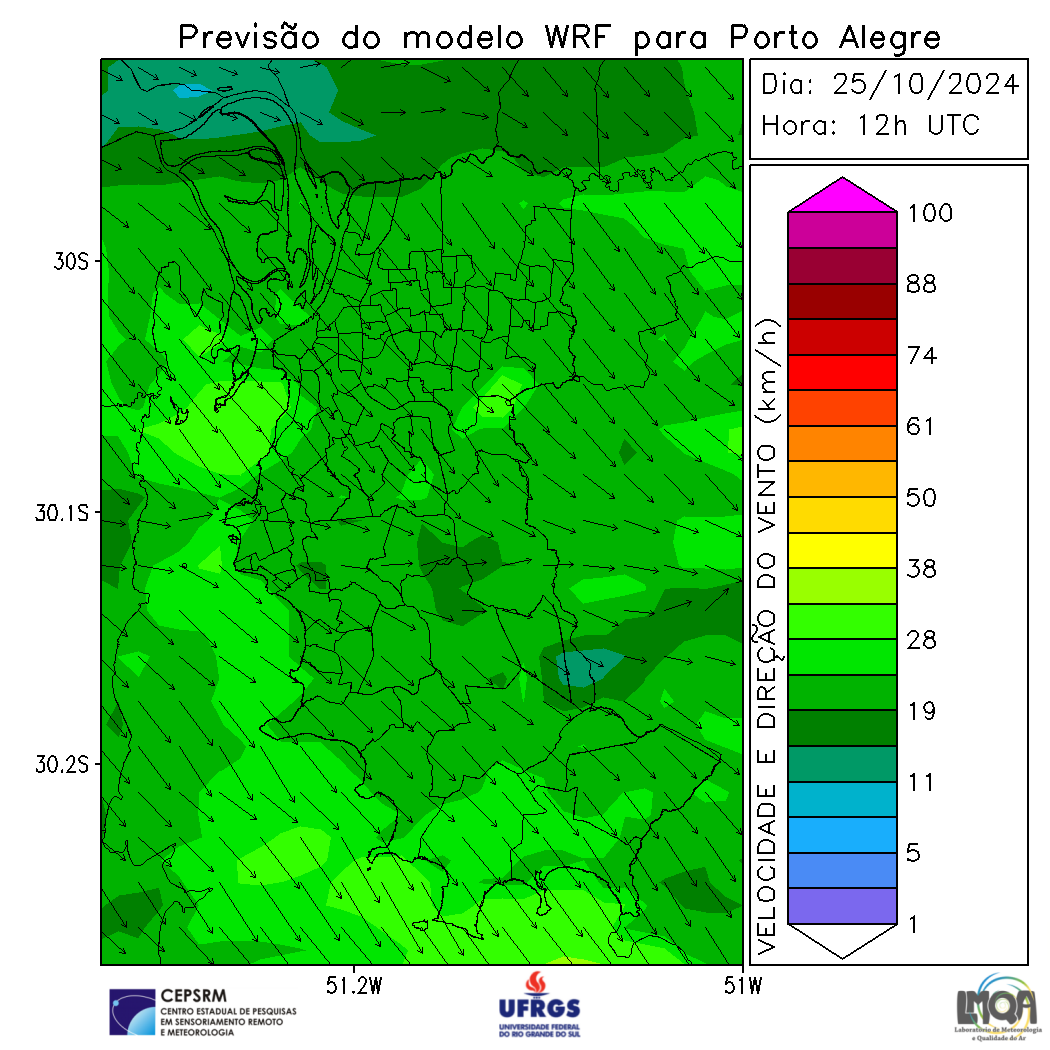 Previsão do modelo WRF para Porto Alegre
Dia: 25/10/2024
Hora: 12h UTC
30S
30.1S
30.2S
51.2W
51W
VELOCIDADE E DIREÇÃO DO VENTO (km/h)
100
88
74
61
50
38
28
19
11
5
1
CEPSRM
CENTRO ESTADUAL DE PESQUISAS
EM SENSORIAMENTO REMOTO
E METEOROLOGIA
UFRGS
UNIVERSIDADE FEDERAL
DO RIO GRANDE DO SUL
LMQA
Laboratório de Meteorologia
e Qualidade do Ar